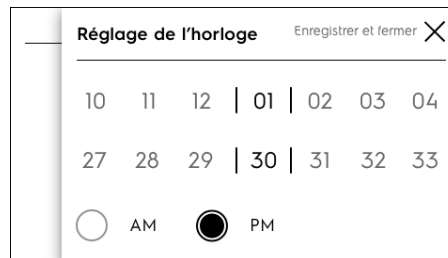 Réglage de l'horloge Enregistrer et fermer
10 11 12 01 02 03 04
27 28 29 30 31 32 33
AM PM